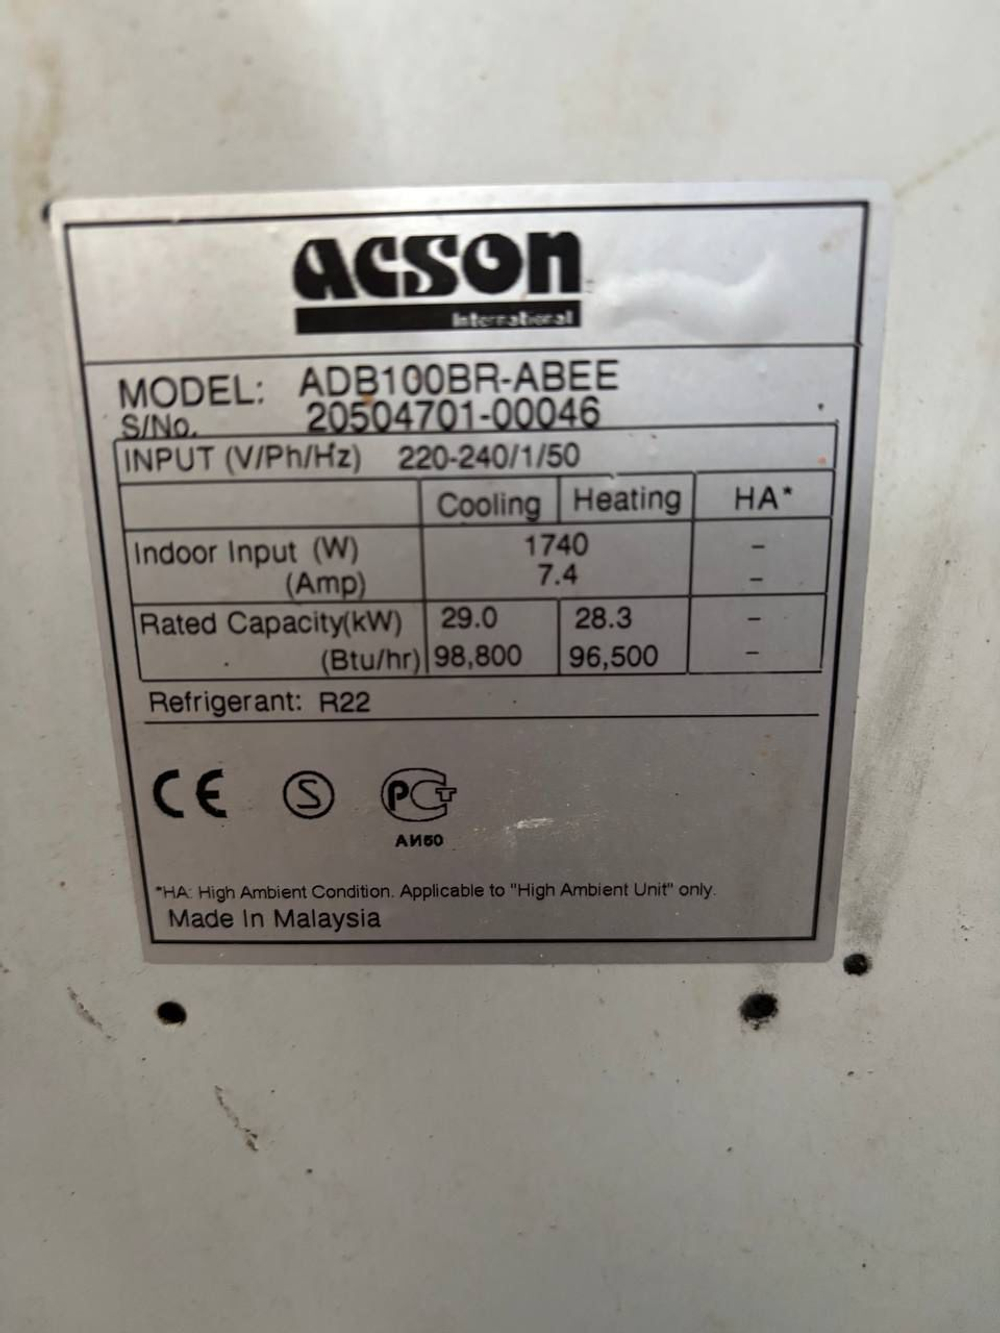 acson
International
MODEL: ADB100BR-ABEE
S/No. 20504701-00046
INPUT (V/Ph/Hz) 220-240/1/50
Cooling Heating HA*
Indoor Input (W) 1740 –
(Amp) 7.4 –
Rated Capacity(kW) 29.0 28.3 –
(Btu/hr) 98,800 96,500 –
Refrigerant: R22
CE S PCT
АИ50
*HA: High Ambient Condition. Applicable to "High Ambient Unit" only.
Made In Malaysia